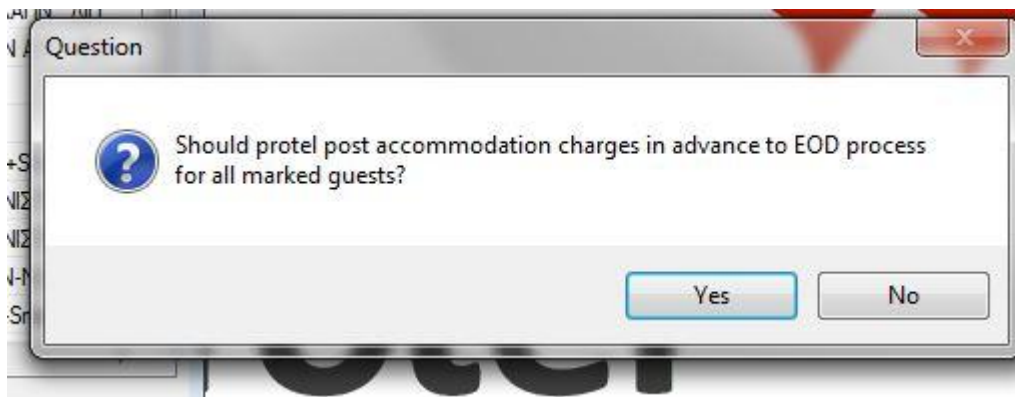 Question
Should protel post accommodation charges in advance to EOD process
for all marked guests?
Yes
No